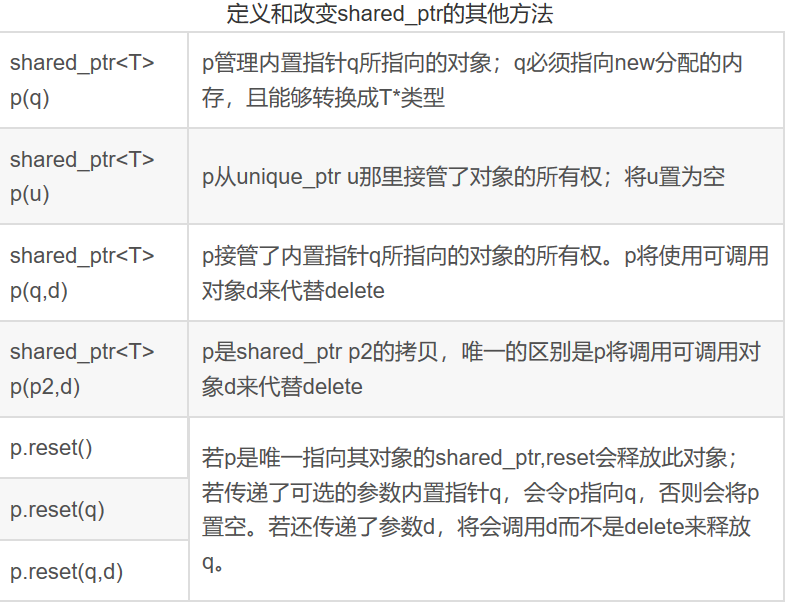 定义和改变shared_ptr的其他方法
shared_ptr<T>
p(q)
p管理内置指针q所指向的对象；q必须指向new分配的内
存，且能够转换成T*类型
shared_ptr<T>
p(u)
p从unique_ptr u那里接管了对象的所有权；将u置为空
shared_ptr<T>
p(q,d)
p接管了内置指针q所指向的对象的所有权。p将使用可调用
对象d来代替delete
shared_ptr<T>
p(p2,d)
p是shared_ptr p2的拷贝，唯一的区别是p将调用可调用对
象d来代替delete
p.reset()
p.reset(q)
p.reset(q,d)
若p是唯一指向其对象的shared_ptr,reset会释放此对象；
若传递了可选的参数内置指针q，会令p指向q，否则会将p
置空。若还传递了参数d，将会调用d而不是delete来释放
q。